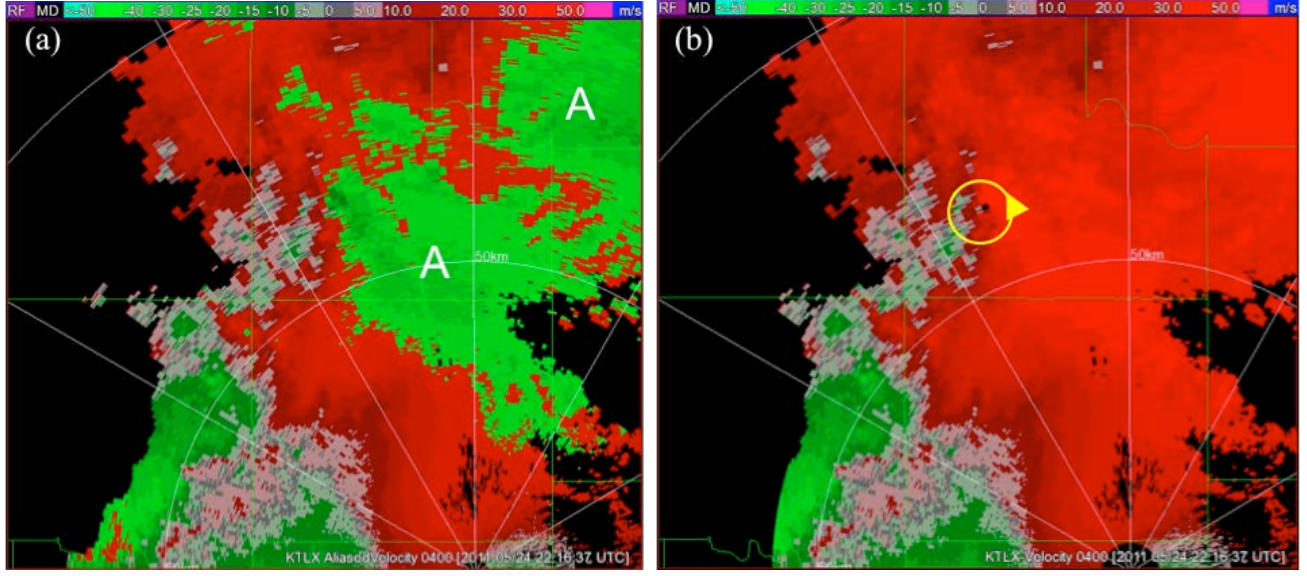 RF MD <-50 -40 -30 -25 -20 -15 -10 -5 0 5.0 10.0 20.0 30.0 50.0 m/s
(a)
A
A
50km
KTLX AliasedVelocity 0400 [2011.05/24.22.16.37 UTC]
RF MD <-50 -40 -30 -25 -20 -15 -10 -5 0 5.0 10.0 20.0 30.0 50.0 m/s
(b)
50km
KTLX-Velocity 0400 [2011.05/24.22.16.37 UTC]